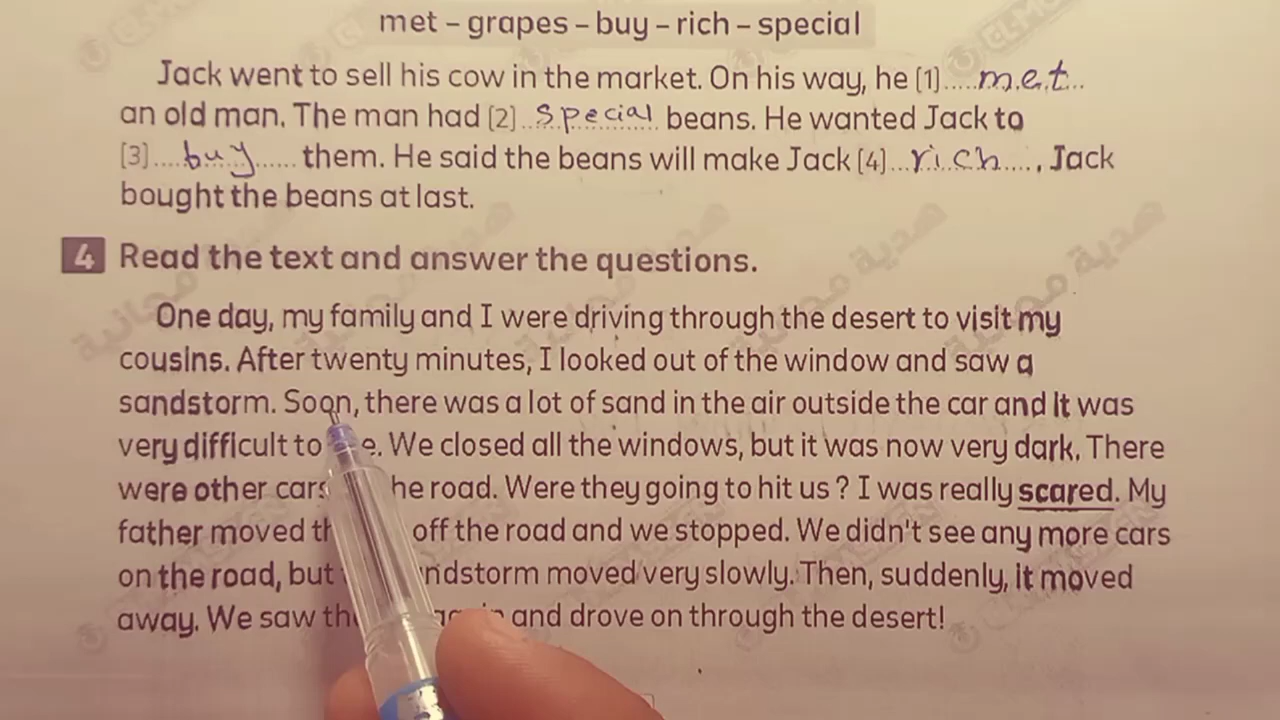 met – grapes – buy – rich – special
Jack went to sell his cow in the market. On his way, he (1) .....met..
an old man. The man had (2) ..special...... beans. He wanted Jack to
(3) ....buy...... them. He said the beans will make Jack (4) ..rich...., Jack
bought the beans at last.
4 Read the text and answer the questions.
One day, my family and I were driving through the desert to visit my
cousins. After twenty minutes, I looked out of the window and saw a
sandstorm. Soon, there was a lot of sand in the air outside the car and it was
very difficult to e. We closed all the windows, but it was now very dark. There
were other cars he road. Were they going to hit us ? I was really scared. My
father moved th off the road and we stopped. We didn't see any more cars
on the road, but ndstorm moved very slowly. Then, suddenly, it moved
away. We saw th again and drove on through the desert!